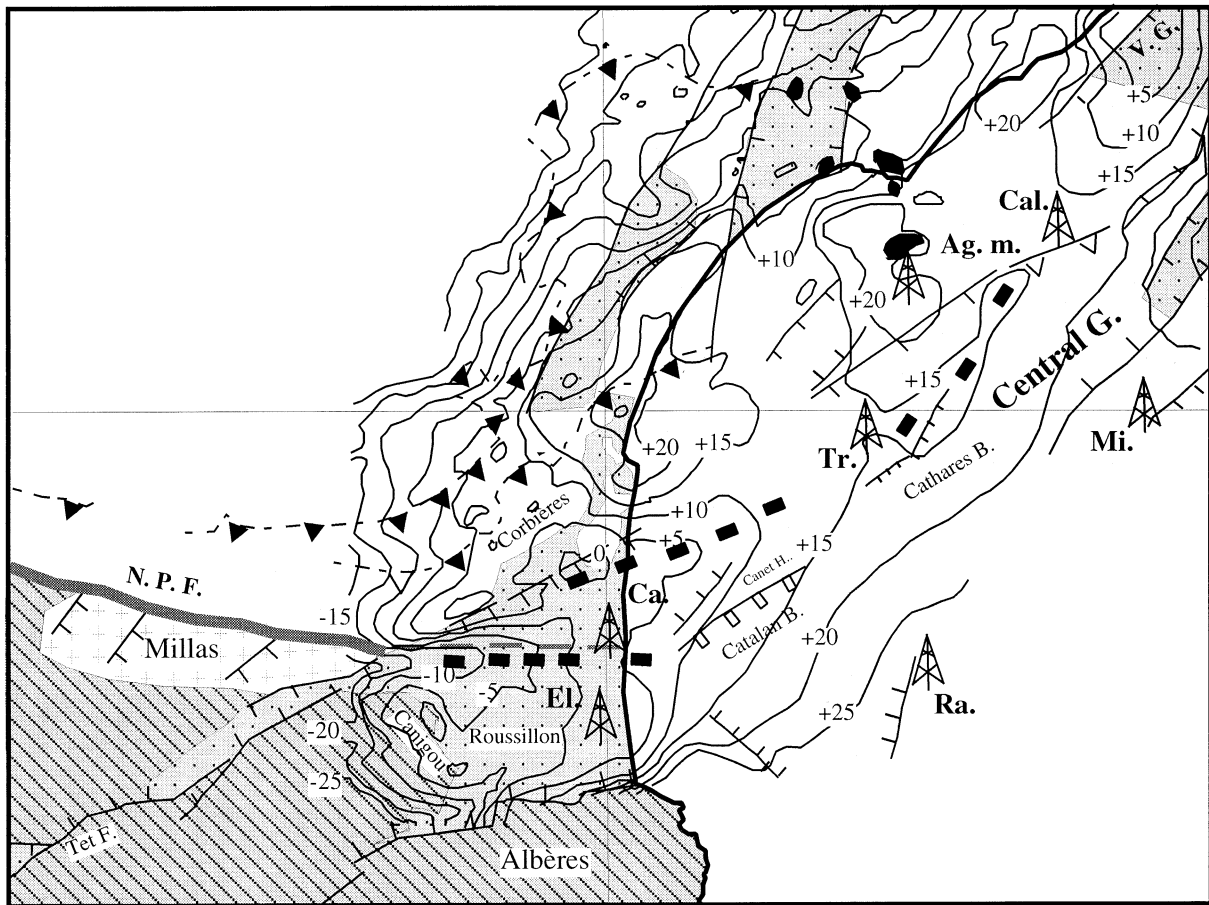 V. G.
+5
+20
+10
+15
Cal.
+10
Ag. m.
+20
Central G.
+15
+20
+15
Mi.
Tr.
Cathares B.
Corbières
+10
+5
0
+15
N. P. F.
Canet H..
-15
Ca.
Millas
Catalan B.
+20
-10
-5
El.
Ra.
+25
Canigou
-20
Roussillon
-25
Tet F.
Albères